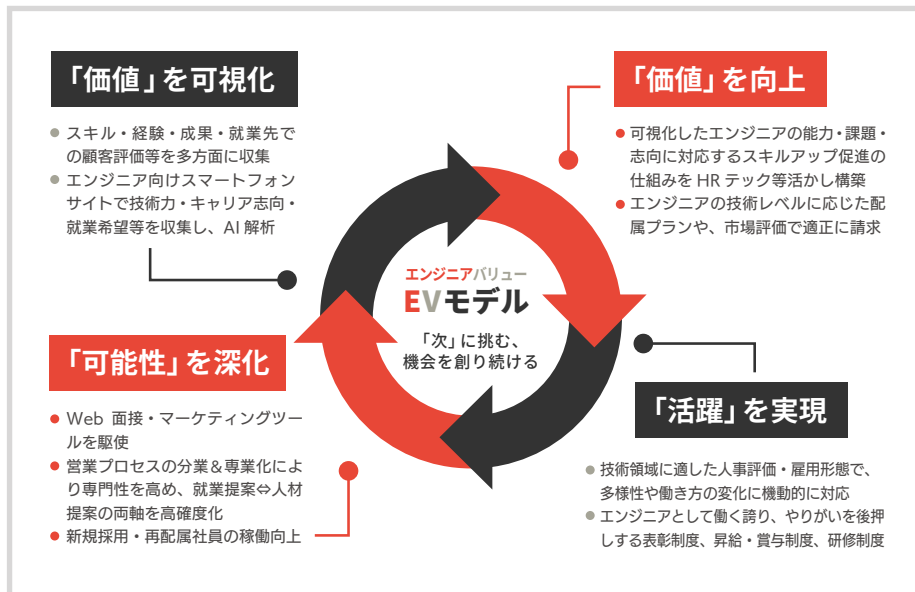 「価値」を可視化
スキル・経験・成果・就業先で
の顧客評価等を多方面に収集
エンジニア向けスマートフォン
サイトで技術力・キャリア志向・
就業希望等を収集し、AI 解析
「価値」を向上
可視化したエンジニアの能力・課題・
志向に対応するスキルアップ促進の
仕組みを HR テック等活かし構築
エンジニアの技術レベルに応じた配
属プランや、市場評価で適正に請求
エンジニアバリュー
EVモデル
「次」に挑む、
機会を創り続ける
「可能性」を深化
Web 面接・マーケティングツー
ルを駆使
営業プロセスの分業＆専業化によ
り専門性を高め、就業提案⇔人材
提案の両軸を高確度化
新規採用・再配属社員の稼働向上
「活躍」を実現
技術領域に適した人事評価・雇用形態で、
多様性や働き方の変化に機動的に対応
エンジニアとして働く誇り、やりがいを後押
しする表彰制度、昇給・賞与制度、研修制度